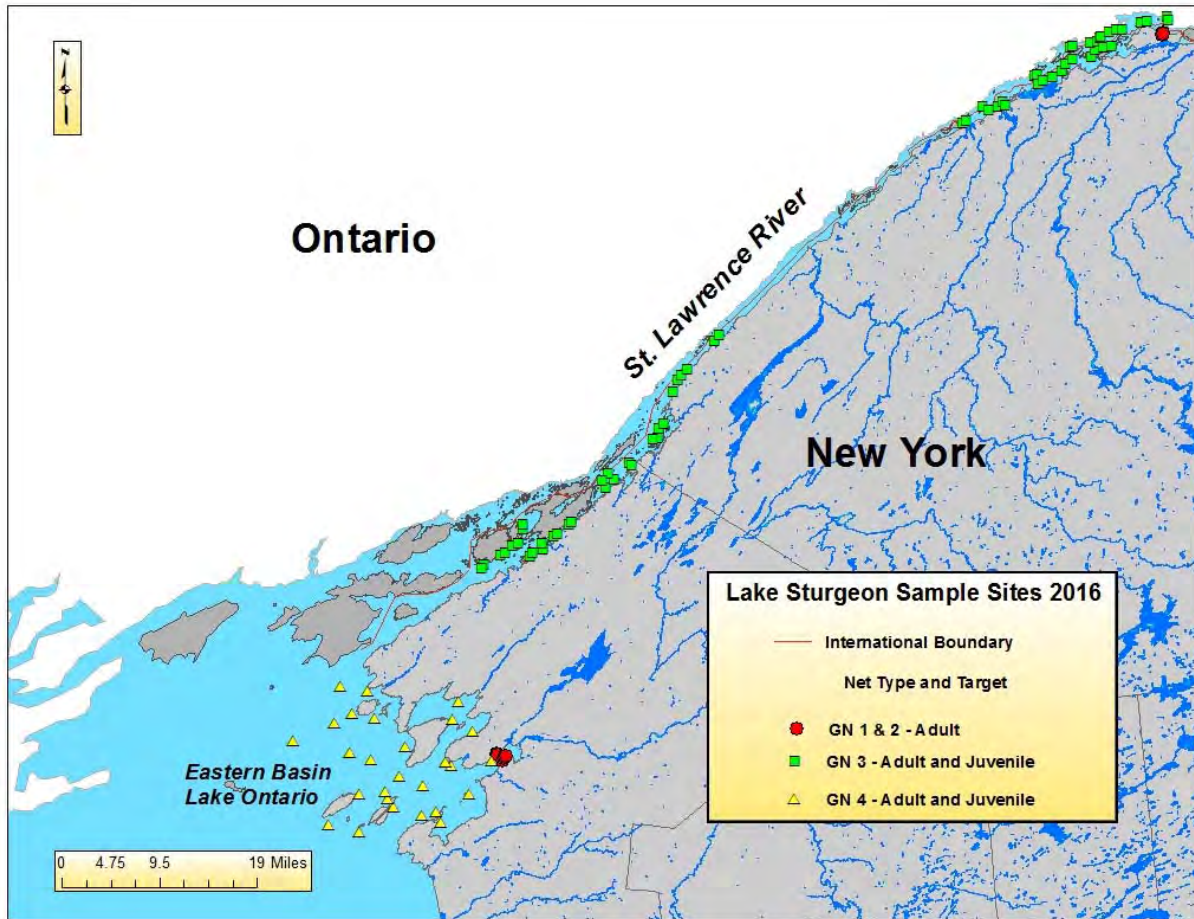 N
Ontario
St. Lawrence River
New York
Eastern Basin
Lake Ontario
Lake Sturgeon Sample Sites 2016
International Boundary
Net Type and Target
GN 1 & 2 - Adult
GN 3 - Adult and Juvenile
GN 4 - Adult and Juvenile
0 4.75 9.5 19 Miles